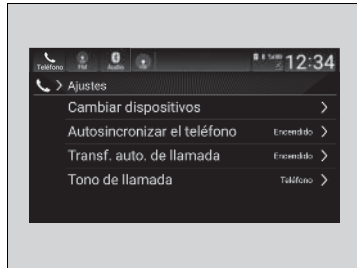 Teléfono FM Audio 12:34
Ajustes
Cambiar dispositivos
Autosincronizar el teléfono Encendido
Transf. auto. de llamada Encendido
Tono de llamada Teléfono